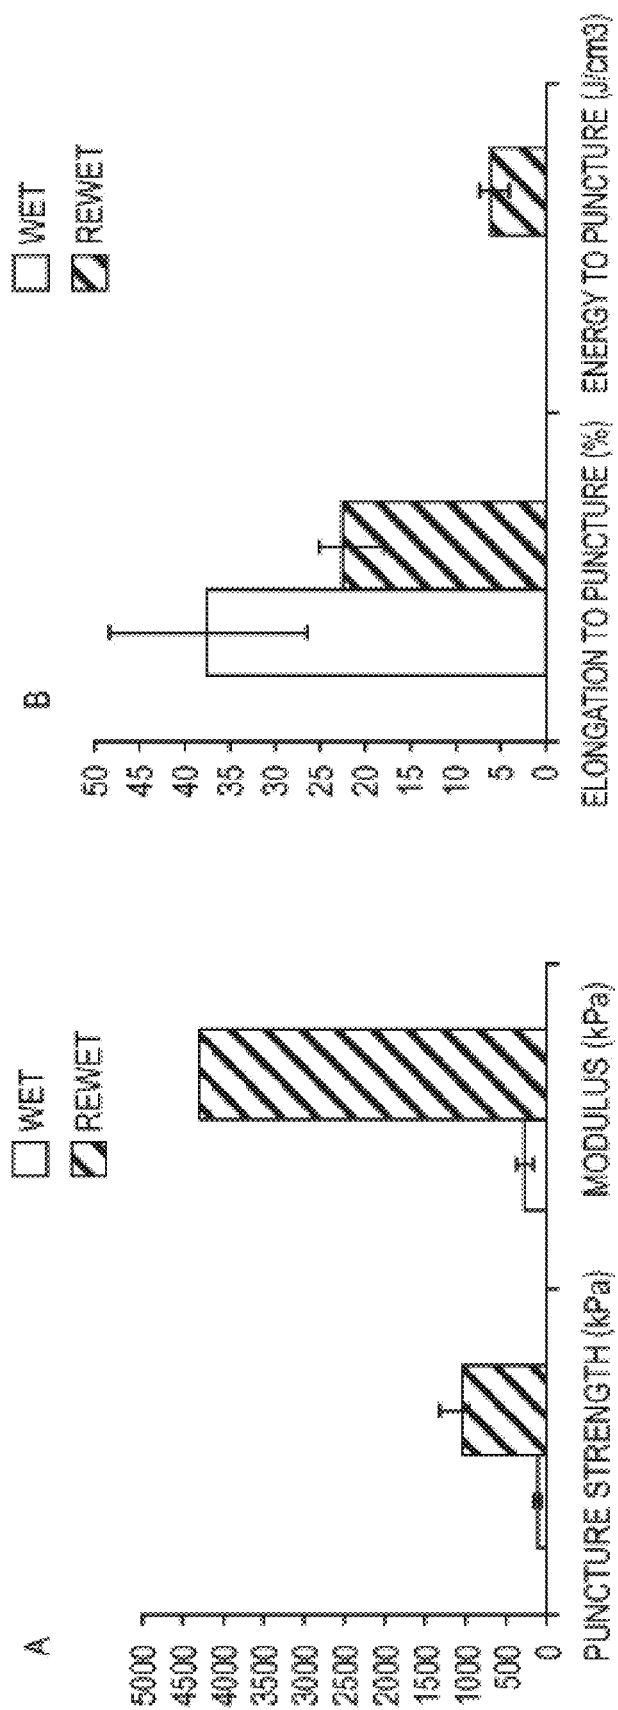 A
WET
REWET
5000
4500
4000
3500
3000
2500
2000
1500
1000
500
0
PUNCTURE STRENGTH (kPa) MODULUS (kPa)
B
WET
REWET
50
45
40
35
30
25
20
15
10
5
0
ELONGATION TO PUNCTURE (%) ENERGY TO PUNCTURE (J/cm3)